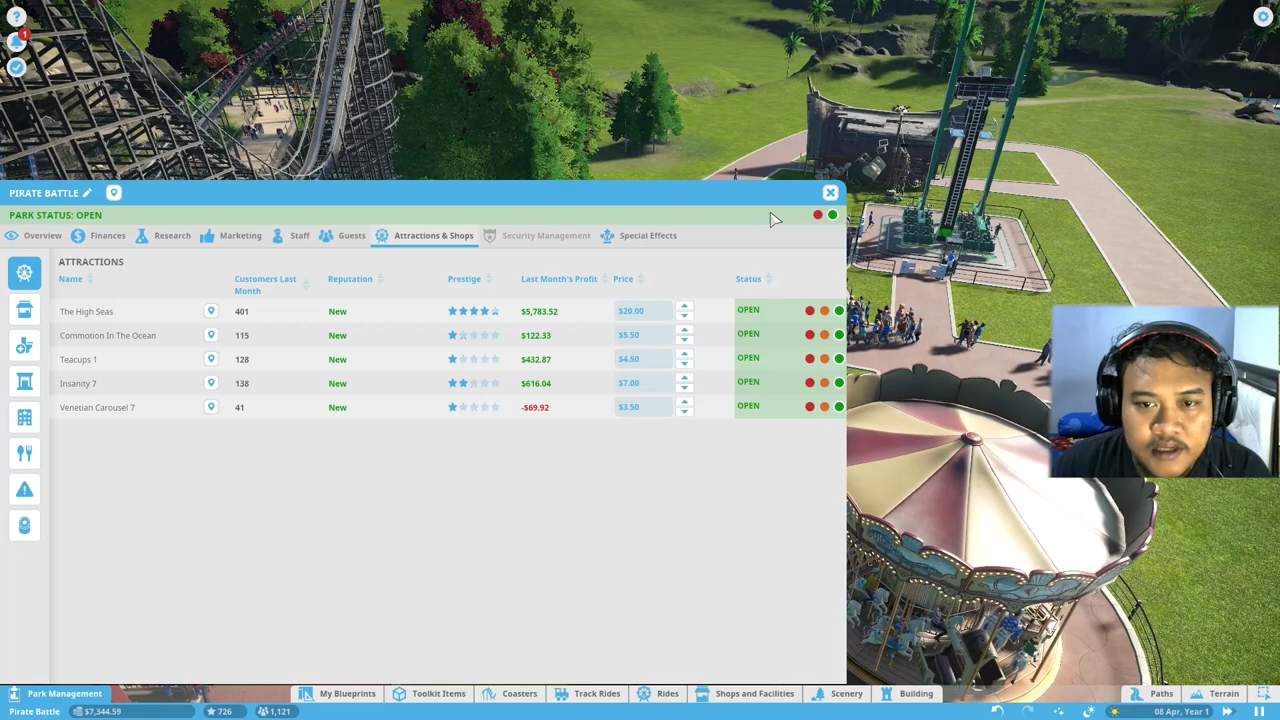 ?
1
PIRATE BATTLE
PARK STATUS: OPEN
Overview Finances Research Marketing Staff Guests Attractions & Shops Security Management Special Effects
ATTRACTIONS
Name Customers Last Month Reputation Prestige Last Month's Profit Price Status
The High Seas 401 New $5,783.52 $20.00 OPEN
Commotion In The Ocean 115 New $122.33 $5.50 OPEN
Teacups 1 128 New $432.87 $4.50 OPEN
Insanity 7 138 New $616.04 $7.00 OPEN
Venetian Carousel 7 41 New -$69.92 $3.50 OPEN
Park Management My Blueprints Toolkit Items Coasters Track Rides Rides Shops and Facilities Scenery Building Paths Terrain
Pirate Battle $7,344.59 726 1,121 08 Apr, Year 1